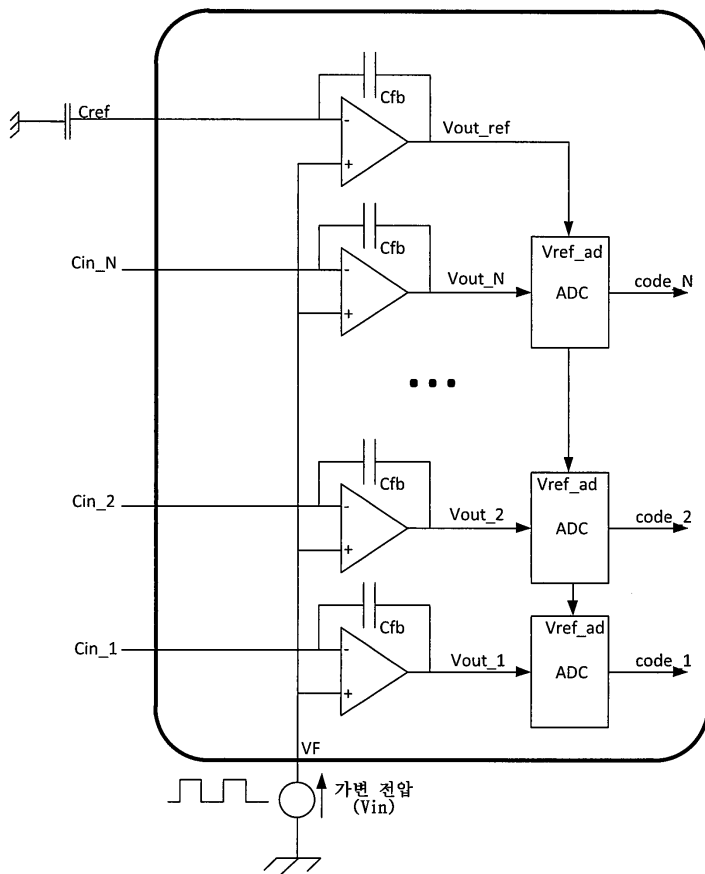 Cref
Cfb
Vout_ref
Cin_N
Cfb
Vout_N
Vref_ad
ADC
code_N
Cin_2
Cfb
Vout_2
Vref_ad
ADC
code_2
Cin_1
Cfb
Vout_1
Vref_ad
ADC
code_1
VF
가변 전압
(Vin)